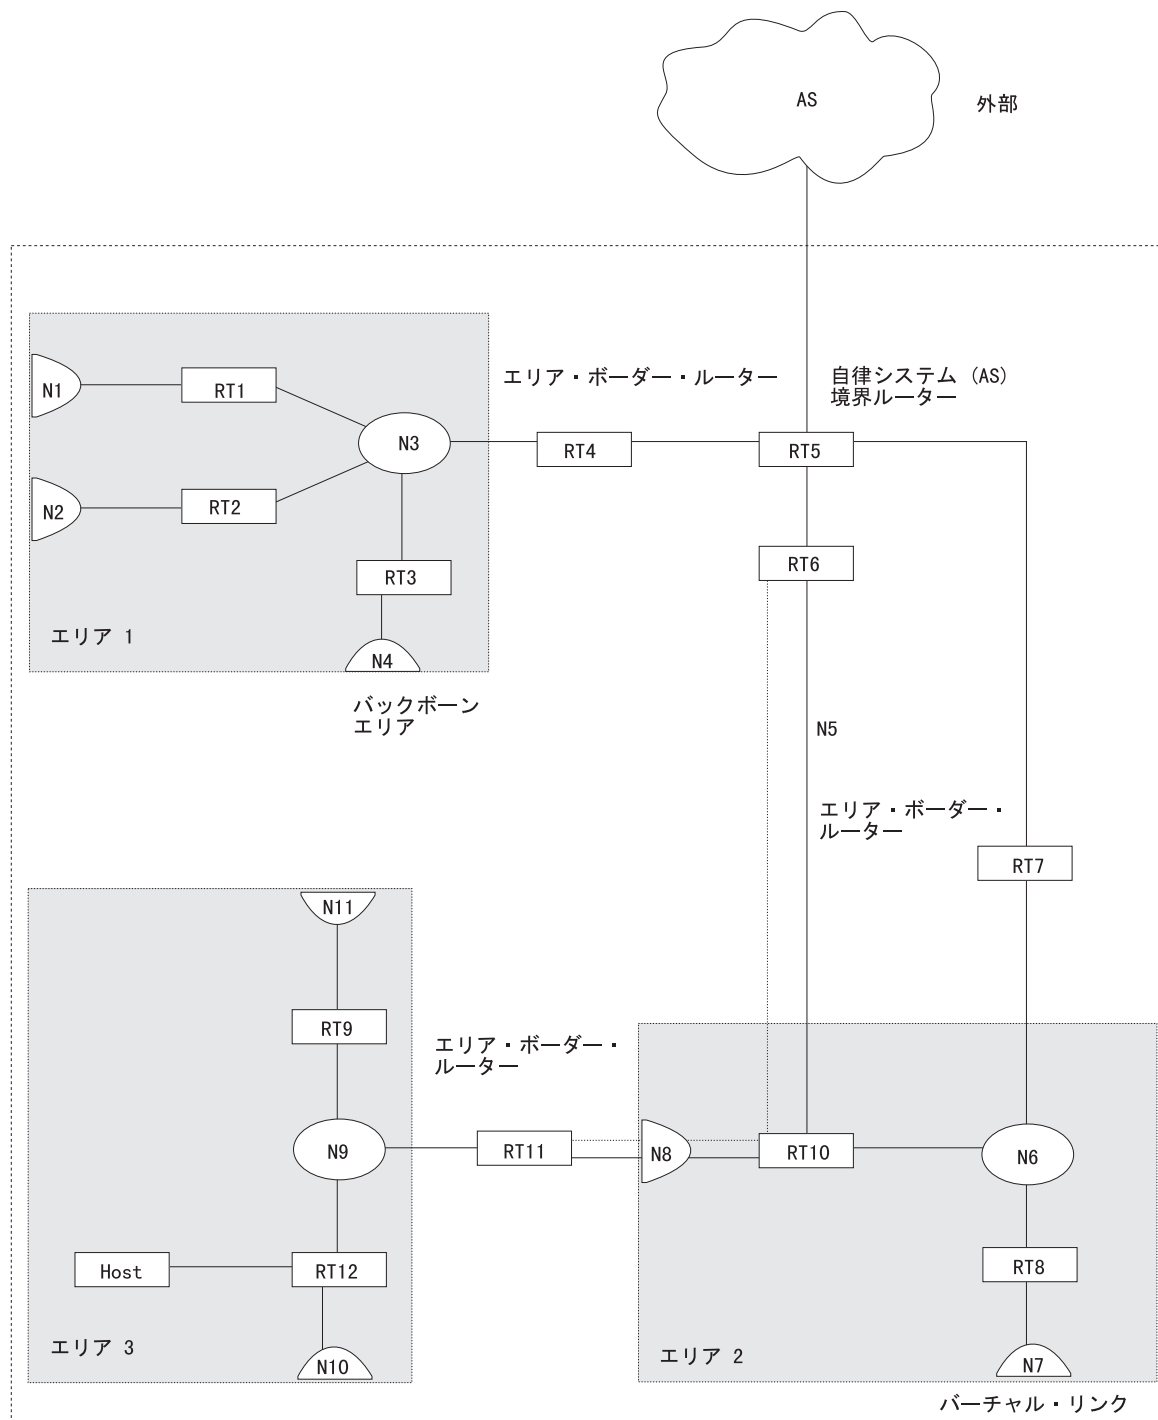 AS
外部
エリア・ボーダー・ルーター
自律システム (AS)
境界ルーター
N1
RT1
N3
RT4
RT5
N2
RT2
RT6
RT3
エリア 1
N4
バックボーン
エリア
N5
エリア・ボーダー・
ルーター
RT7
N11
RT9
エリア・ボーダー・
ルーター
N9
RT11
N8
RT10
N6
Host
RT12
RT8
エリア 3
N10
エリア 2
N7
バーチャル・リンク